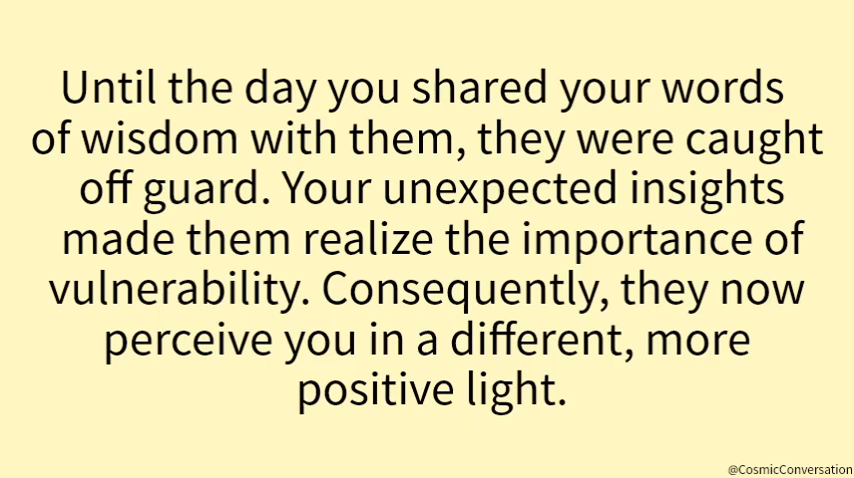 Until the day you shared your words
of wisdom with them, they were caught
off guard. Your unexpected insights
made them realize the importance of
vulnerability. Consequently, they now
perceive you in a different, more
positive light.
@CosmicConversation